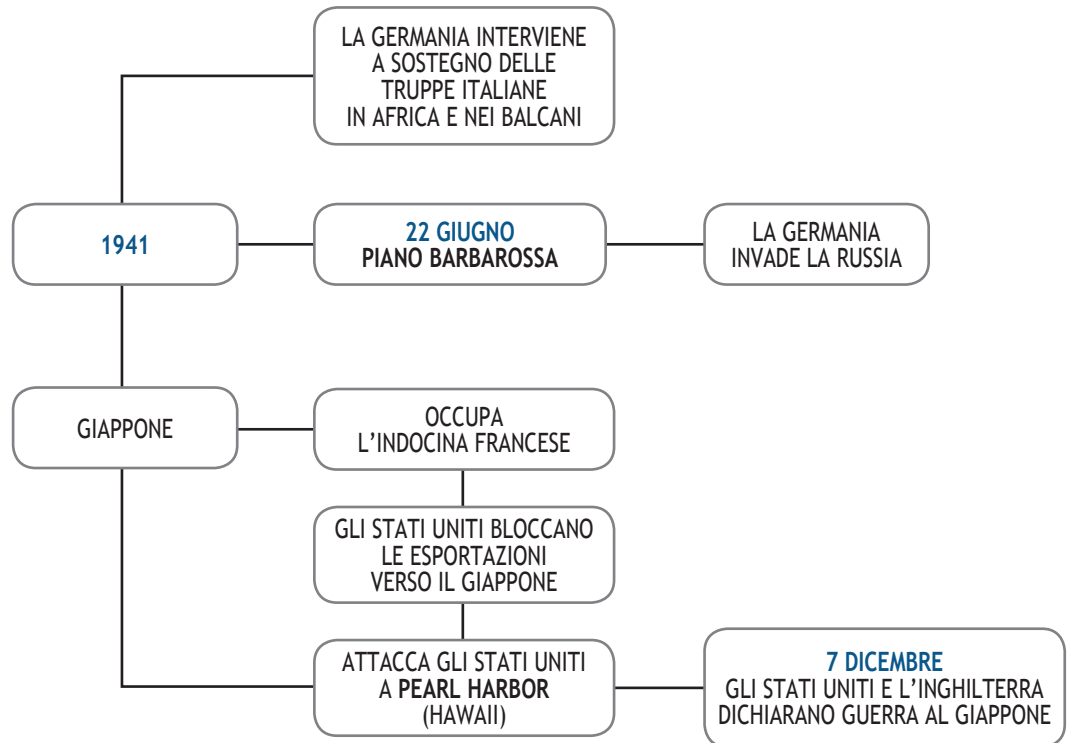 LA GERMANIA INTERVIENE
A SOSTEGNO DELLE
TRUPPE ITALIANE
IN AFRICA E NEI BALCANI
1941
22 GIUGNO
PIANO BARBAROSSA
LA GERMANIA
INVADE LA RUSSIA
GIAPPONE
OCCUPA
L’INDOCINA FRANCESE
GLI STATI UNITI BLOCCANO
LE ESPORTAZIONI
VERSO IL GIAPPONE
ATTACCA GLI STATI UNITI
A PEARL HARBOR
(HAWAII)
7 DICEMBRE
GLI STATI UNITI E L’INGHILTERRA
DICHIARANO GUERRA AL GIAPPONE